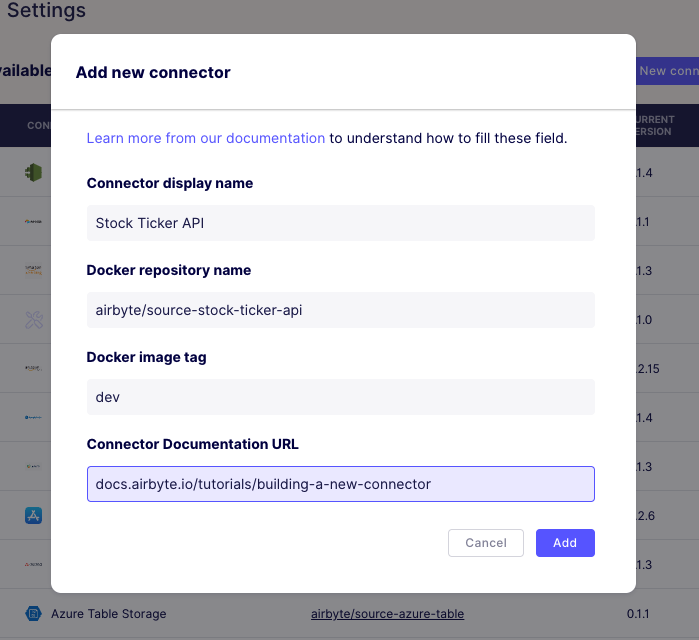 Settings
vailable
New conn
CON
URRENT
ERSION
Add new connector
Learn more from our documentation to understand how to fill these field.
Connector display name
Stock Ticker API
Docker repository name
airbyte/source-stock-ticker-api
Docker image tag
dev
Connector Documentation URL
docs.airbyte.io/tutorials/building-a-new-connector
Cancel Add
.1.4
.1.1
.1.3
.1.0
.2.15
.1.4
.1.3
.2.6
.1.3
Azure Table Storage airbyte/source-azure-table 0.1.1